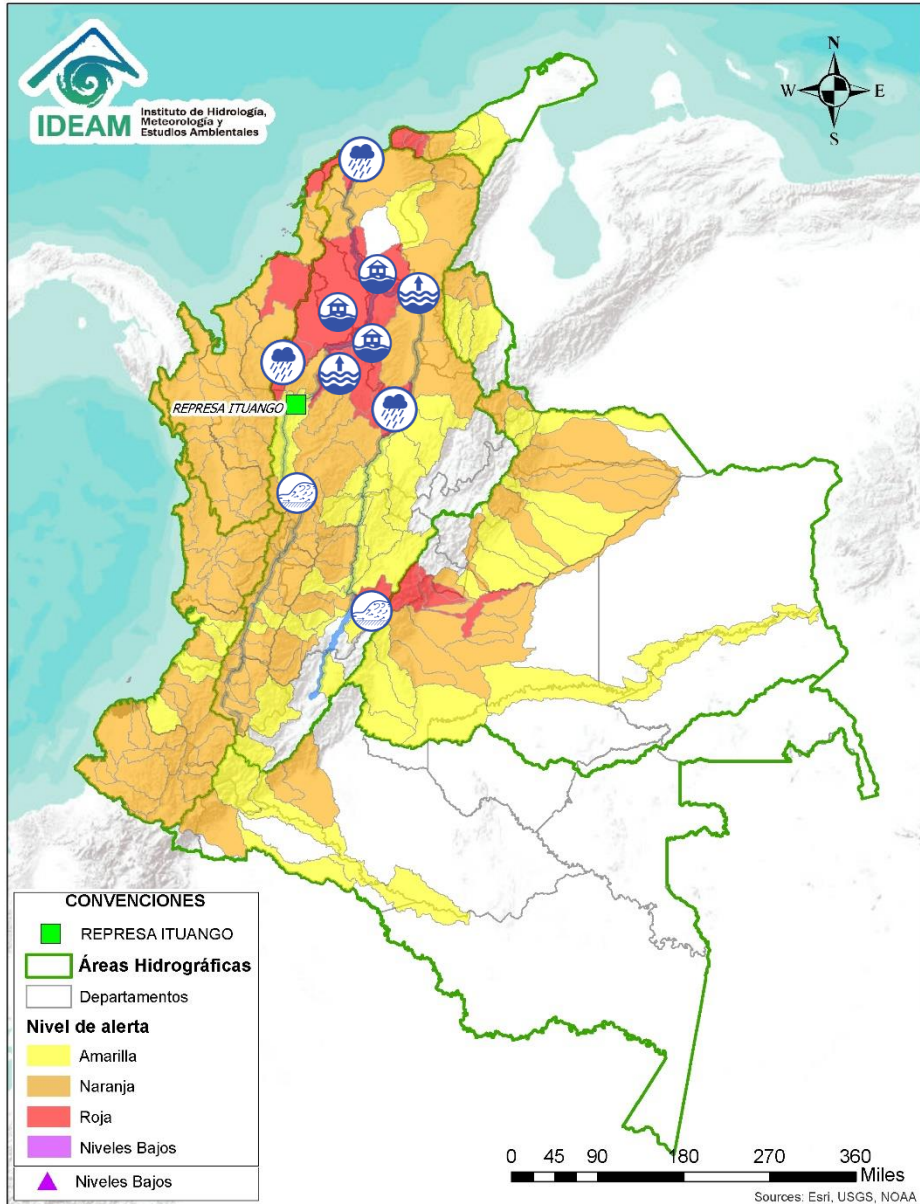 IDEAM
Instituto de Hidrología,
Meteorología y
Estudios Ambientales
N
W
E
S
REPRESA ITUANGO
CONVENCIONES
REPRESA ITUANGO
Áreas Hidrográficas
Departamentos
Nivel de alerta
Amarilla
Naranja
Roja
Niveles Bajos
Niveles Bajos
0 45 90 180 270 360
Miles
Sources: Esri, USGS, NOAA